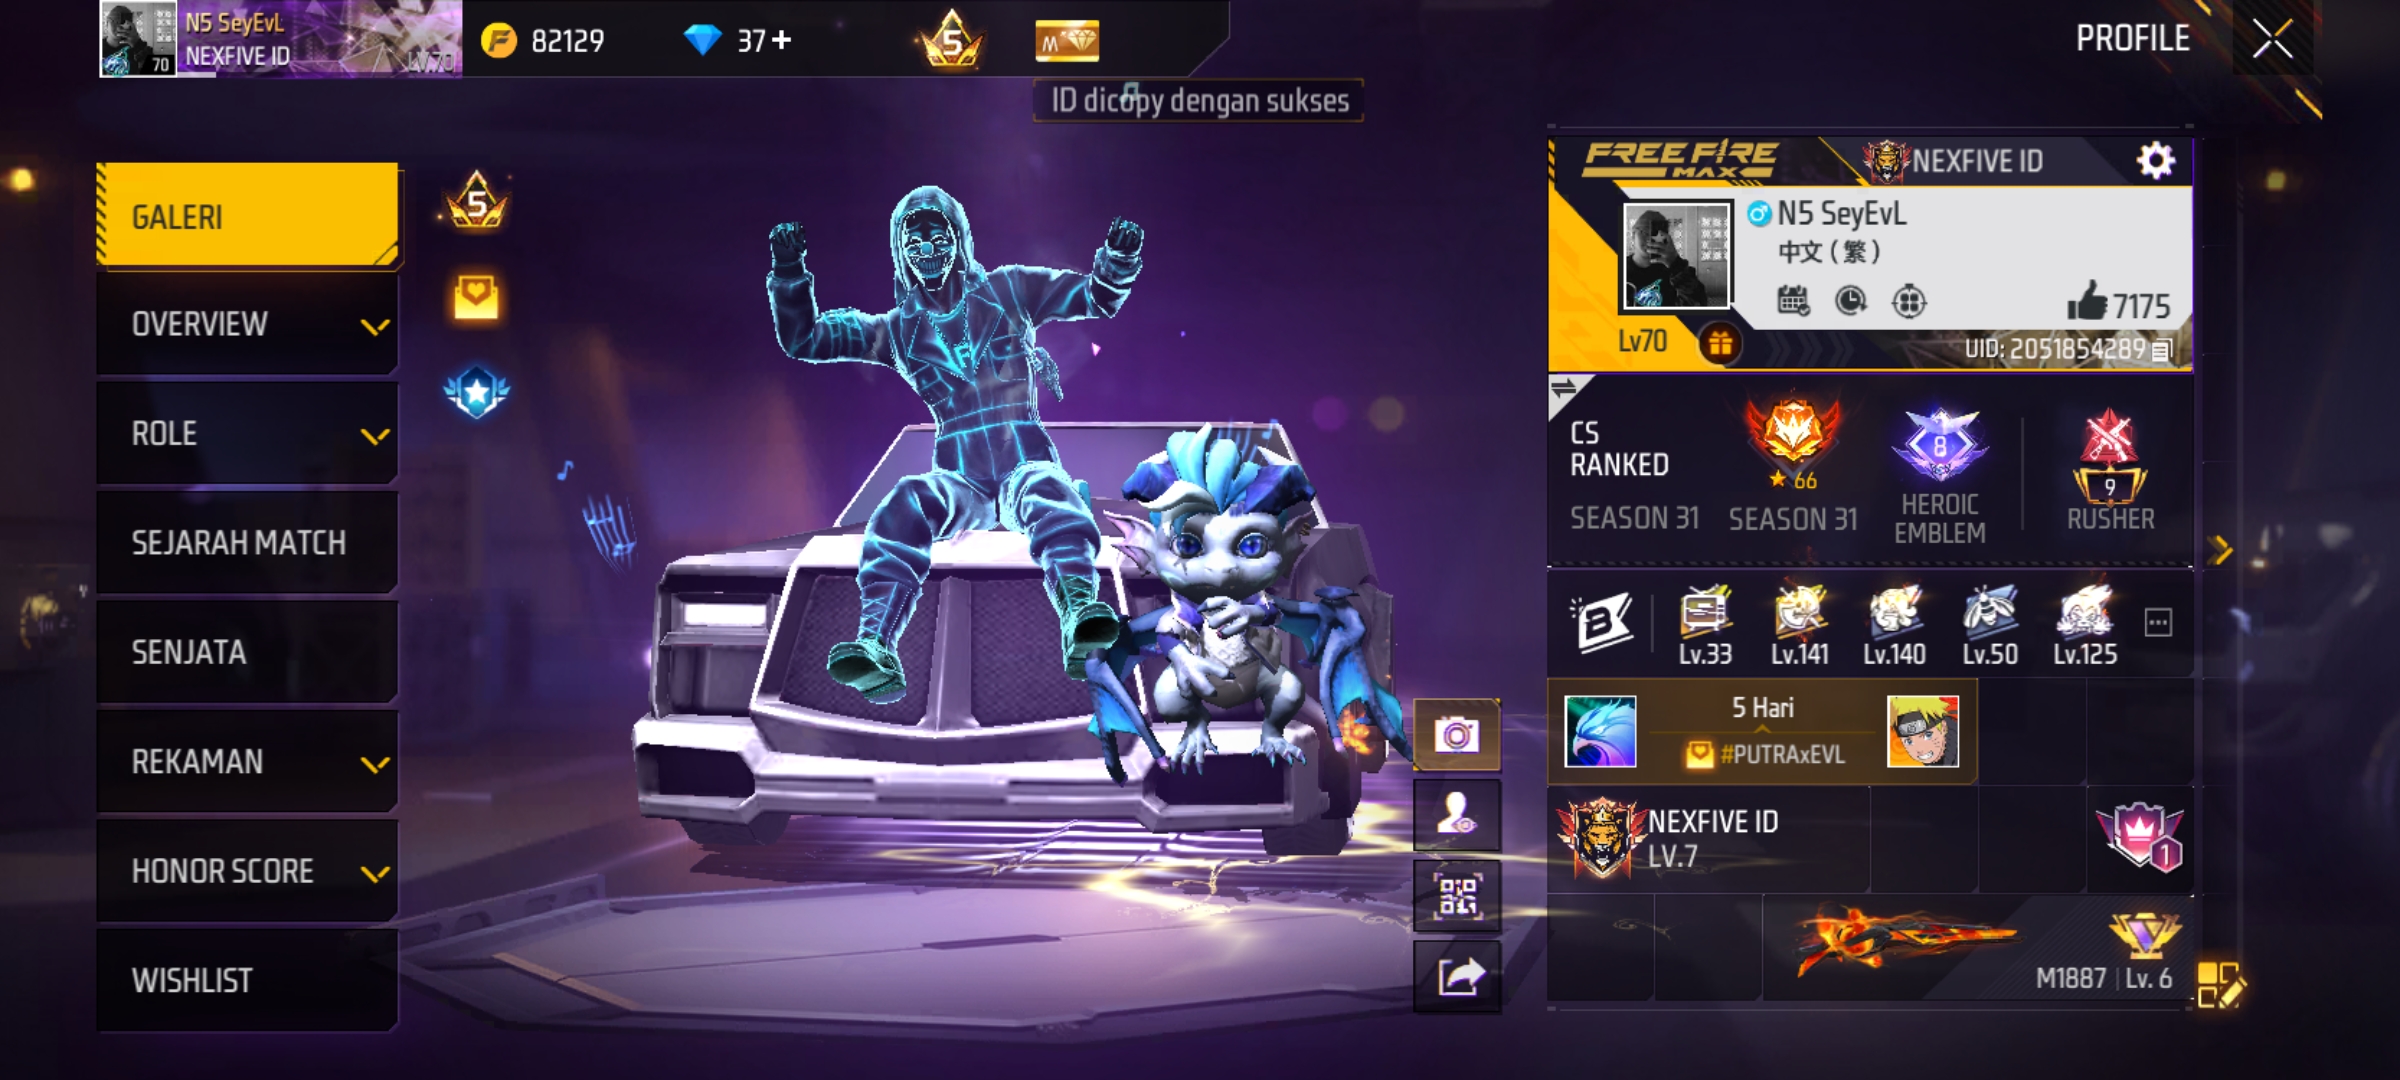 N5 SeyEvL
NEXFIVE ID
70
LV.70
82129
37+
5
M
PROFILE
ID dicopy dengan sukses
GALERI
OVERVIEW
ROLE
SEJARAH MATCH
SENJATA
REKAMAN
HONOR SCORE
WISHLIST
5
FREE FIRE
MAX
NEXFIVE ID
N5 SeyEvL
中文(繁)
7175
Lv70
UID: 2051854289
CS
RANKED
SEASON 31
66
SEASON 31
8
HEROIC
EMBLEM
9
RUSHER
B
Lv.33
Lv.141
Lv.140
Lv.50
Lv.125
5 Hari
#PUTRAxEVL
NEXFIVE ID
LV.7
1
M1887 | Lv. 6